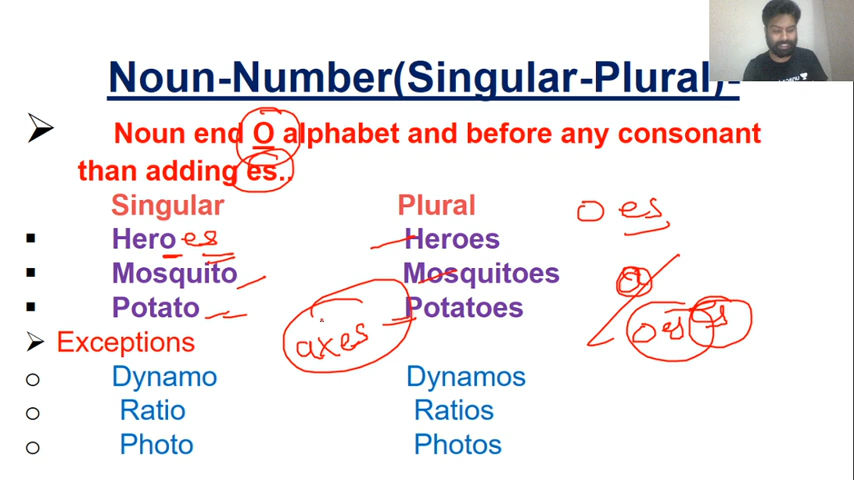 Noun-Number(Singular-Plural)-
Noun end O alphabet and before any consonant
than adding es..
Singular Plural
o es
Hero es Heroes
Mosquito Mosquitoes
Potato Potatoes
oes s
axes
Exceptions
Dynamo Dynamos
Ratio Ratios
Photo Photos